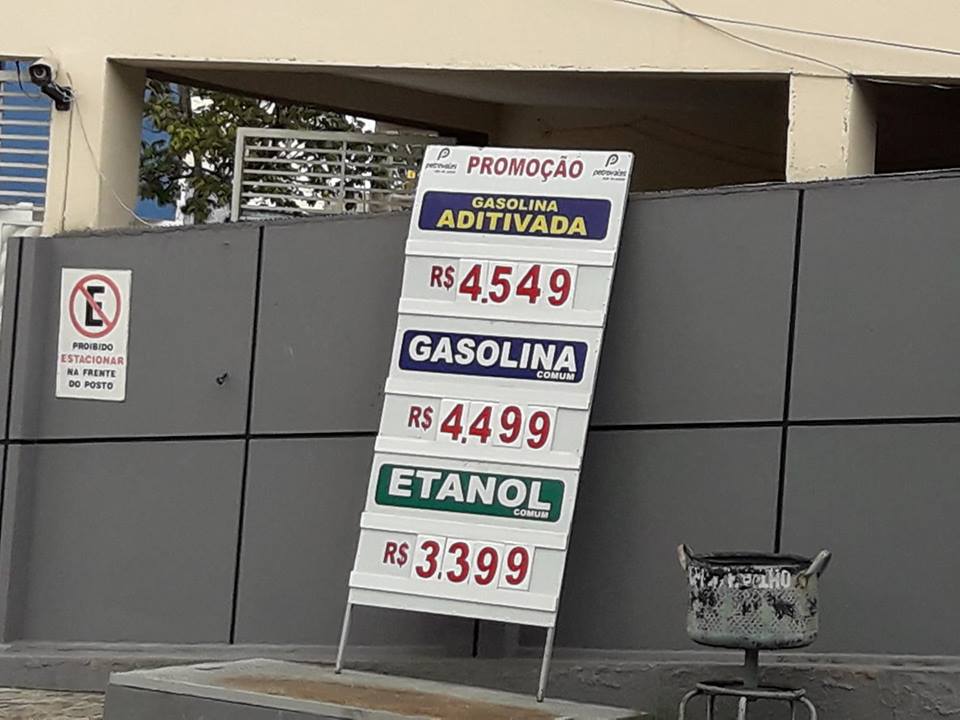 PROMOÇÃO
GASOLINA
ADITIVADA
R$ 4.549
GASOLINA
COMUM
R$ 4.499
ETANOL
COMUM
R$ 3.399
E
PROIBIDO
ESTACIONAR
NA FRENTE
DO POSTO